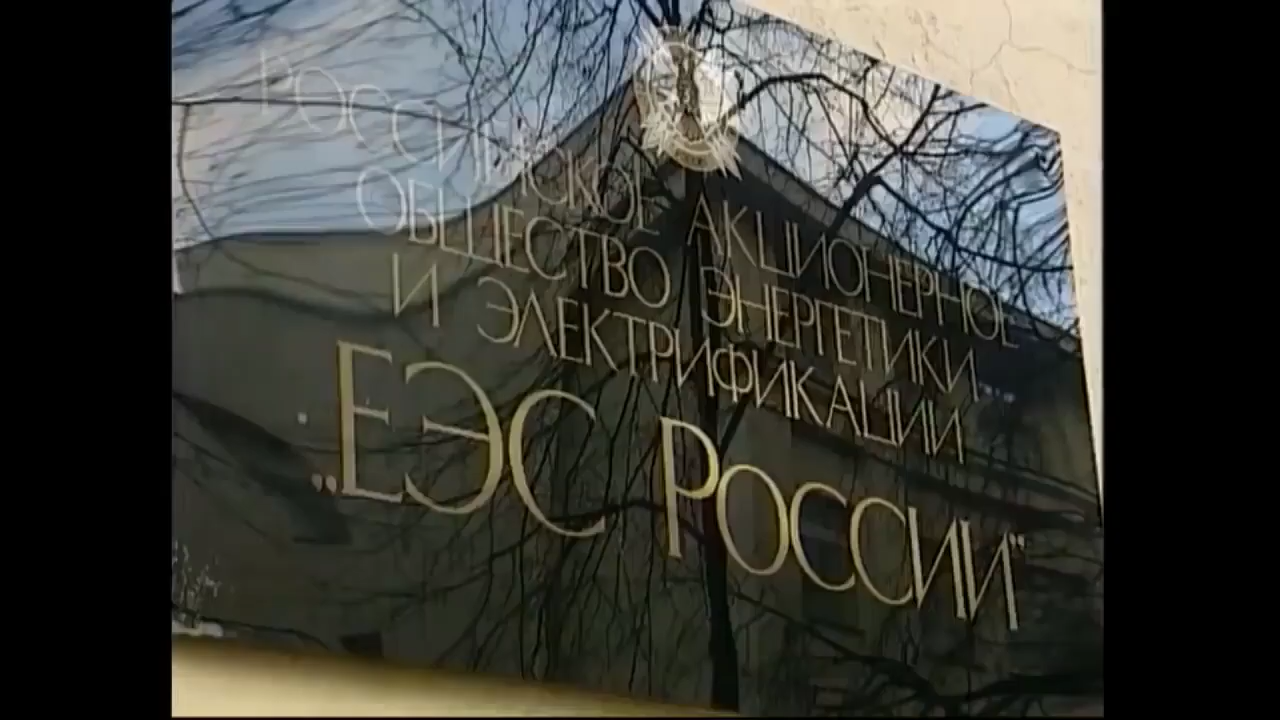 РОССИЙСКОЕ АКЦИОНЕРНОЕ
ОБЩЕСТВО ЭНЕРГЕТИКИ
И ЭЛЕКТРИФИКАЦИИ
„ЕЭС РОССИИ“